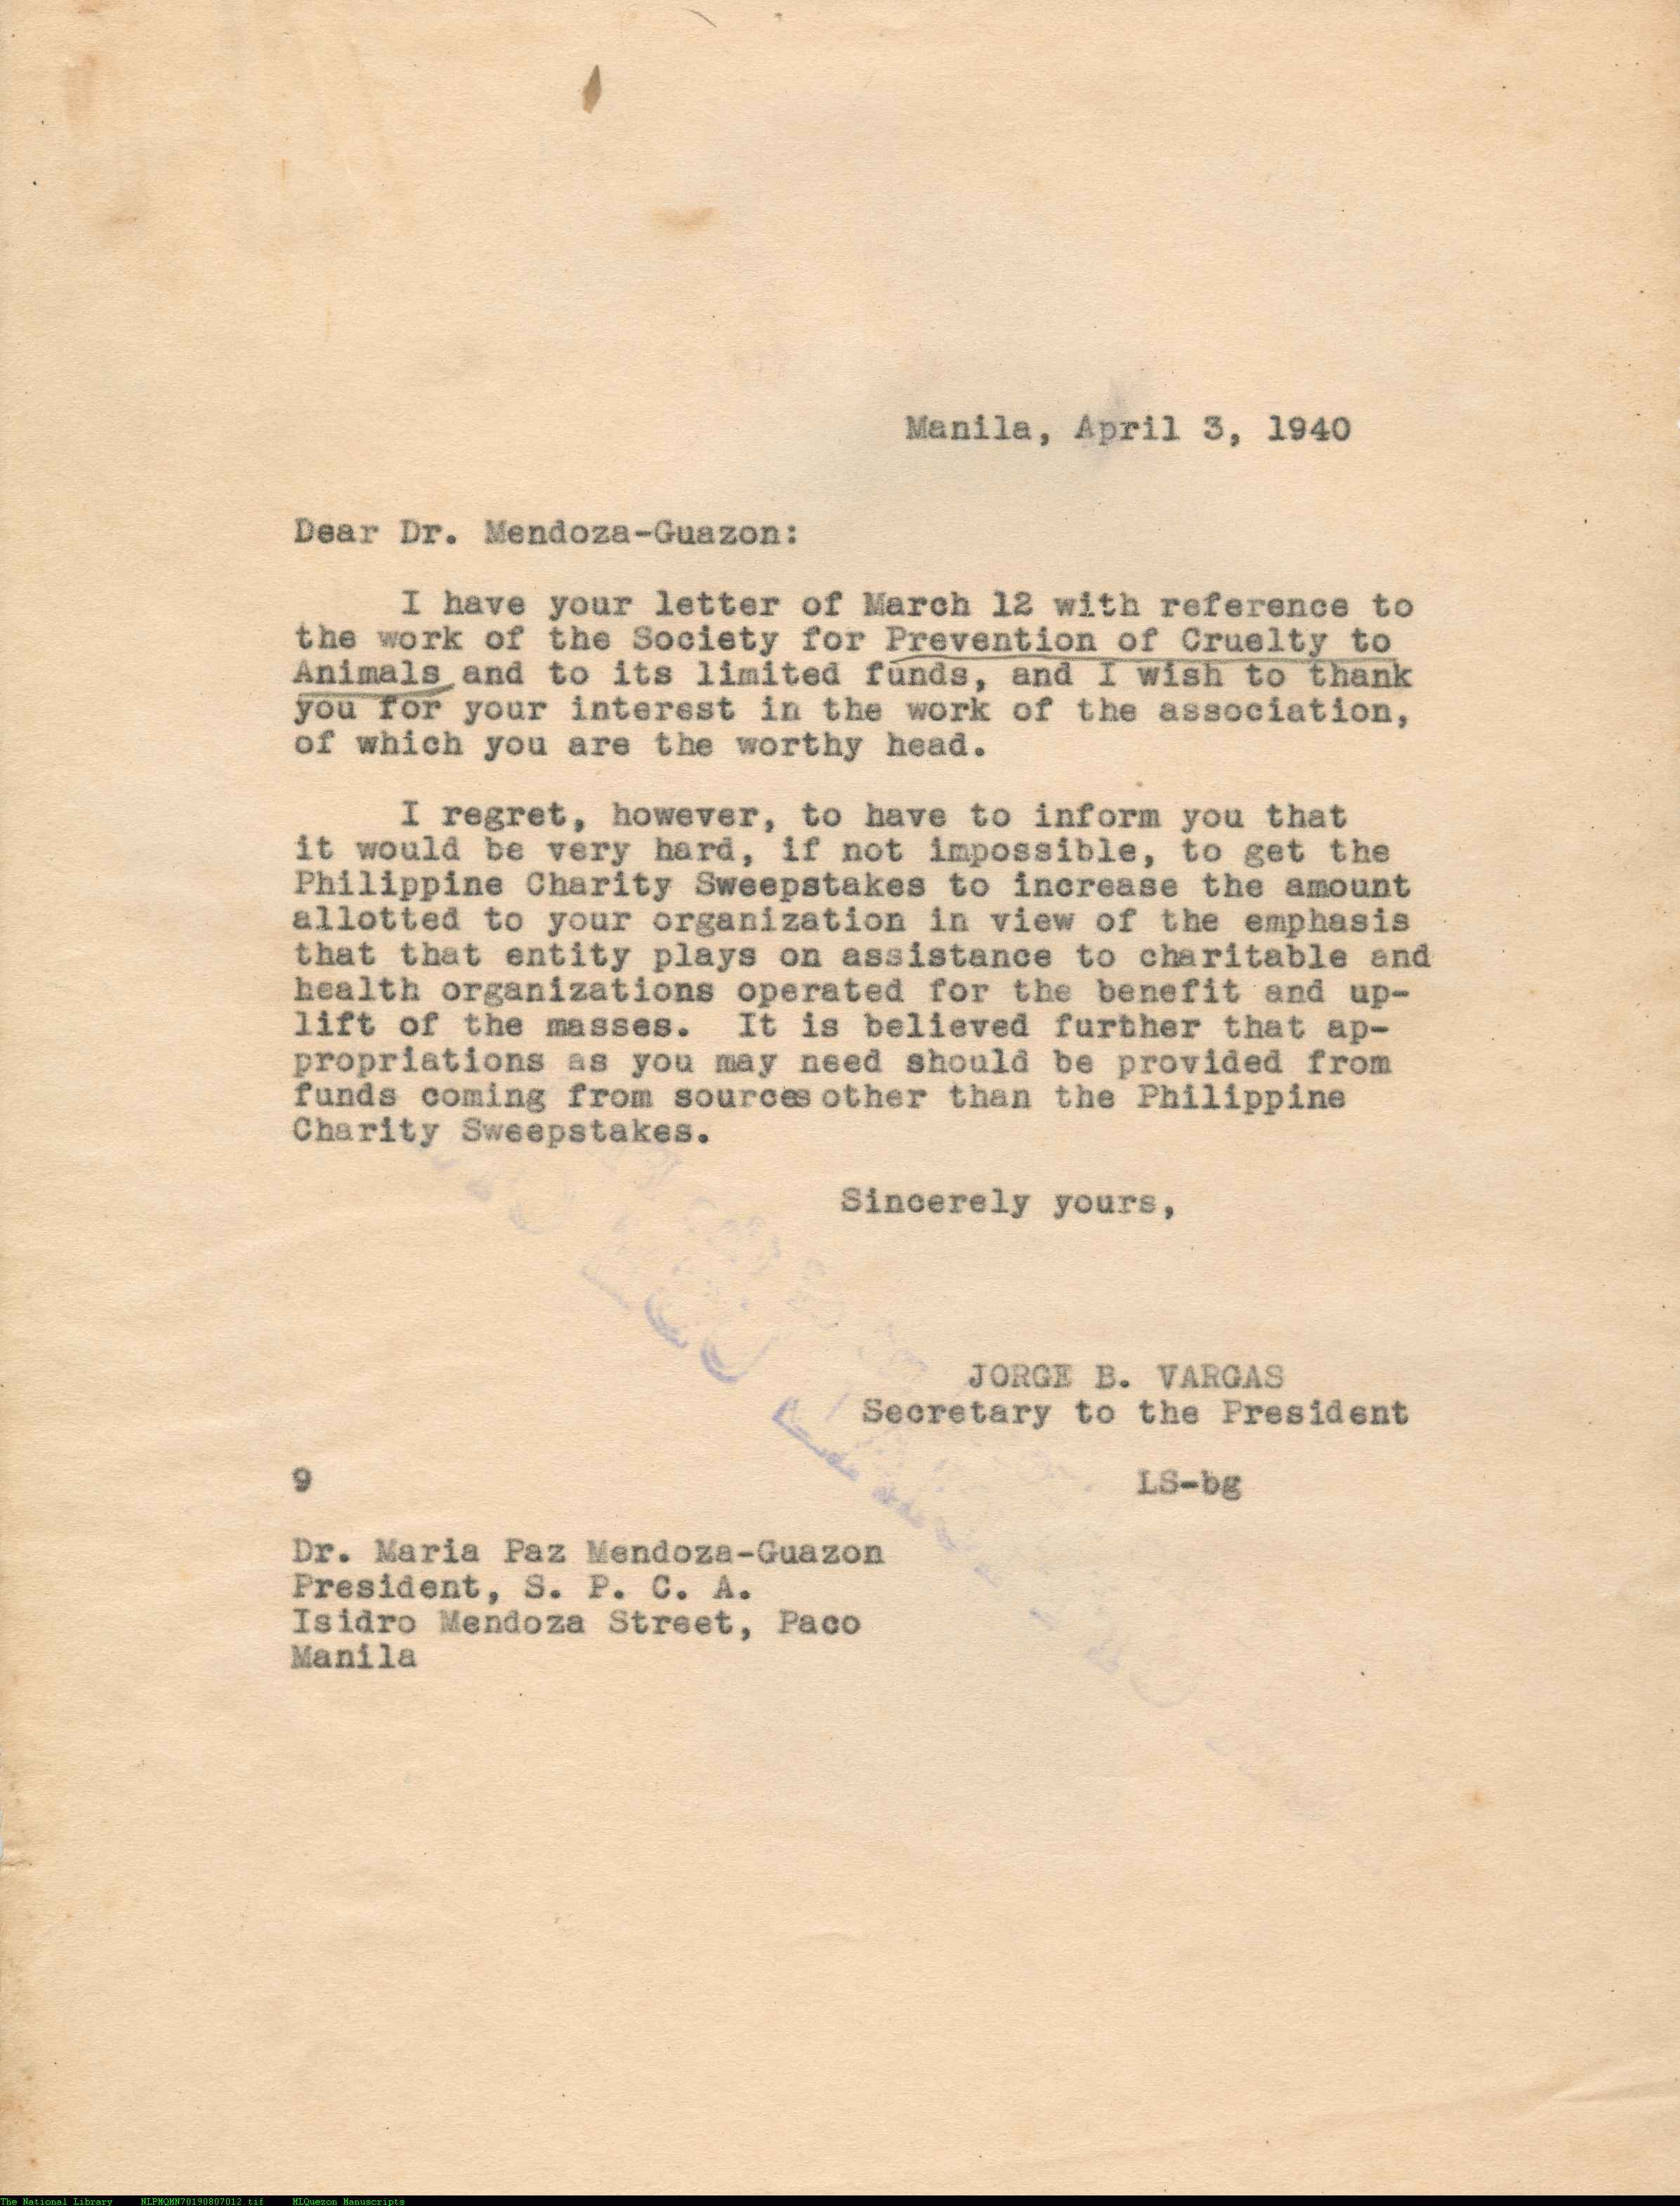 Manila, April 3, 1940
Dear Dr. Mendoza-Guazon:
I have your letter of March 12 with reference to
the work of the Society for Prevention of Cruelty to
Animals and to its limited funds, and I wish to thank
you for your interest in the work of the association,
of which you are the worthy head.
I regret, however, to have to inform you that
it would be very hard, if not impossible, to get the
Philippine Charity Sweepstakes to increase the amount
allotted to your organization in view of the emphasis
that that entity plays on assistance to charitable and
health organizations operated for the benefit and up-
lift of the masses. It is believed further that ap-
propriations as you may need should be provided from
funds coming from sources other than the Philippine
Charity Sweepstakes.
Sincerely yours,
JORGE B. VARGAS
Secretary to the President
9 LS-bg
Dr. Maria Paz Mendoza-Guazon
President, S. P. C. A.
Isidro Mendoza Street, Paco
Manila
The National Library NLPMQMN70190807012.tif MLQuezon Manuscripts